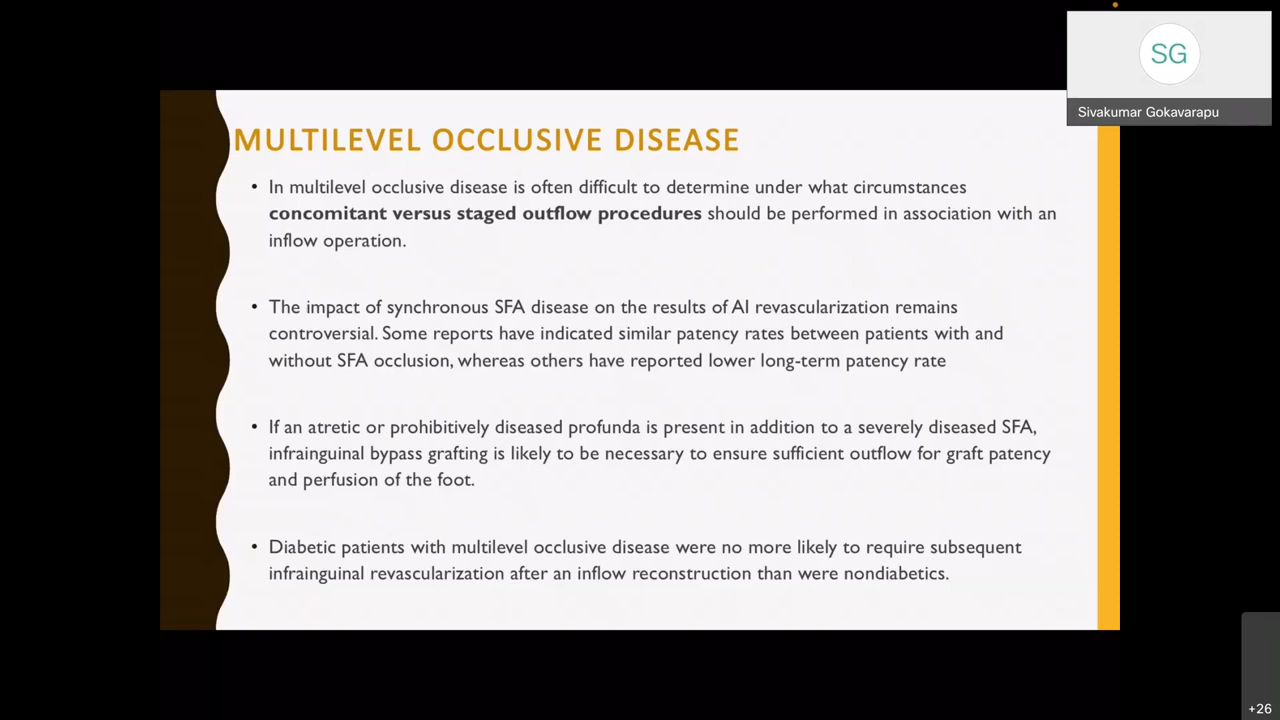 SG
Sivakumar Gokavarapu
MULTILEVEL OCCLUSIVE DISEASE
• In multilevel occlusive disease is often difficult to determine under what circumstances
concomitant versus staged outflow procedures should be performed in association with an
inflow operation.
• The impact of synchronous SFA disease on the results of AI revascularization remains
controversial. Some reports have indicated similar patency rates between patients with and
without SFA occlusion, whereas others have reported lower long-term patency rate
• If an atretic or prohibitively diseased profunda is present in addition to a severely diseased SFA,
infrainguinal bypass grafting is likely to be necessary to ensure sufficient outflow for graft patency
and perfusion of the foot.
• Diabetic patients with multilevel occlusive disease were no more likely to require subsequent
infrainguinal revascularization after an inflow reconstruction than were nondiabetics.
+26